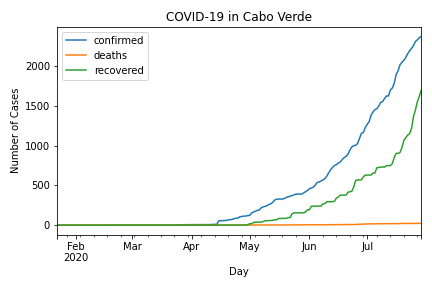 COVID-19 in Cabo Verde
confirmed
deaths
recovered
Number of Cases
2000
1500
1000
500
0
Feb
2020
Mar
Apr
May
Jun
Jul
Day